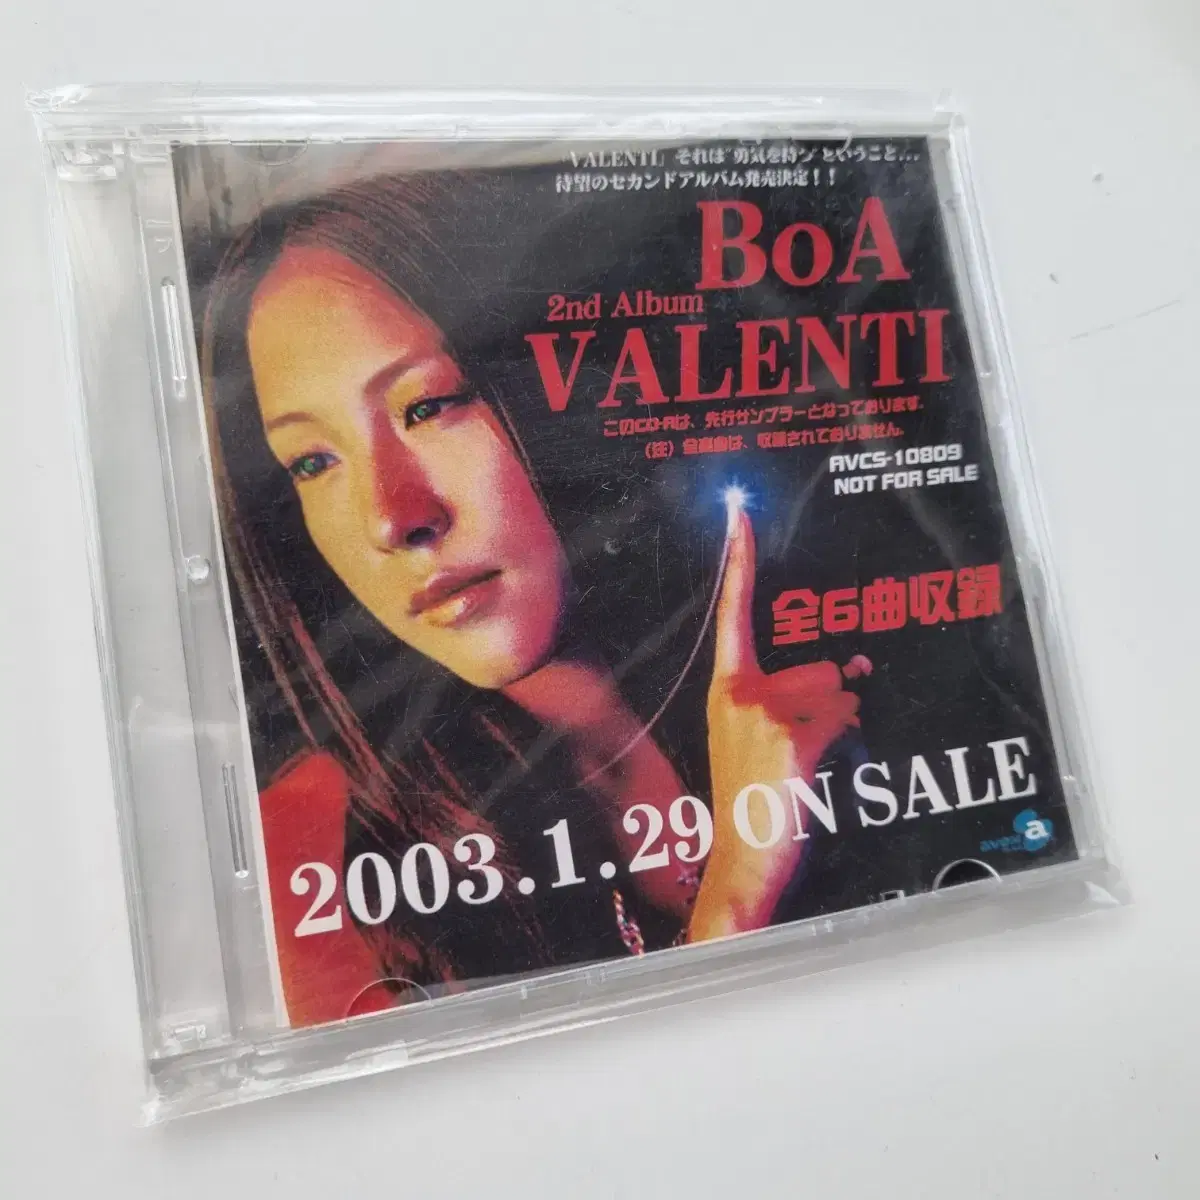 「VALENTI」それは"勇気を持つ"ということ...
待望のセカンドアルバム発売決定!!
BoA
2nd Album
VALENTI
このCD-Rは、先行サンプラーとなっております。
(注) 全楽曲は、収録されておりません。
AVCS-10809
NOT FOR SALE
全6曲収録
2003.1.29 ON SALE
avex
a